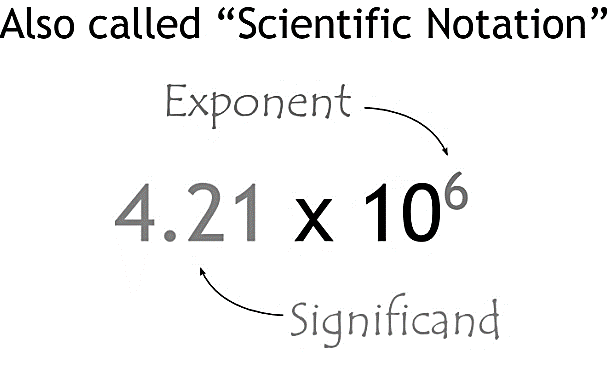 Also called “Scientific Notation”
Exponent
4.21 x 10⁶
Significand